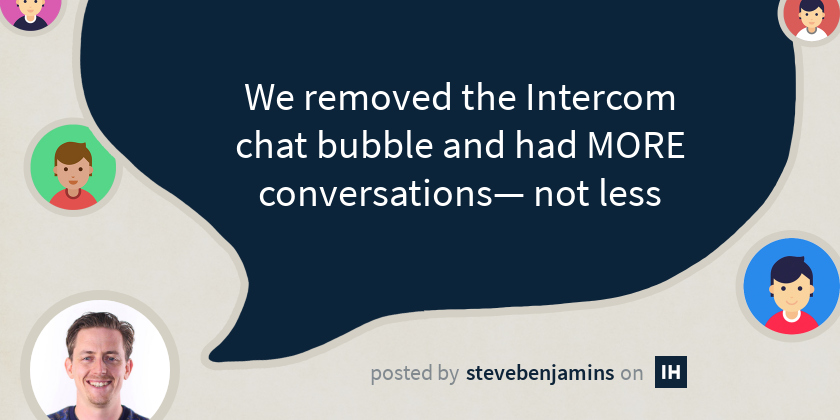 We removed the Intercom
chat bubble and had MORE
conversations— not less
posted by stevebenjamins on IH